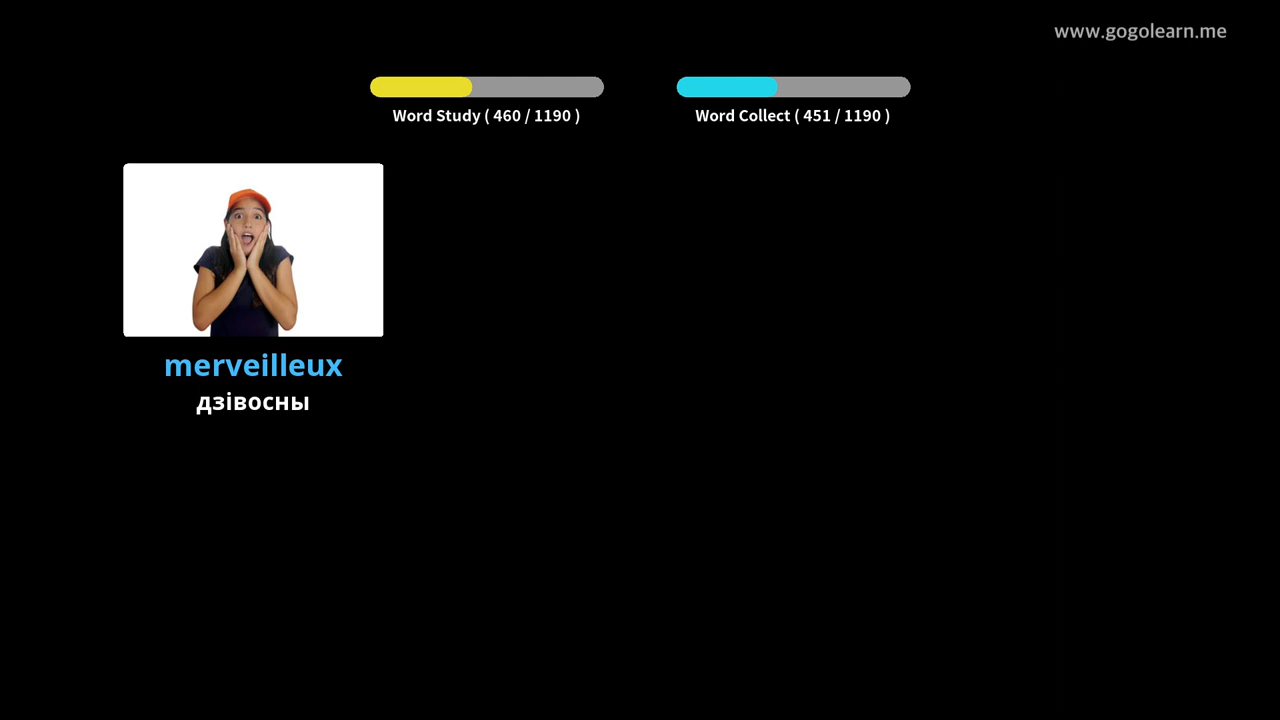 www.gogolearn.me
Word Study ( 460 / 1190 )
Word Collect ( 451 / 1190 )
merveilleux
дзівосны